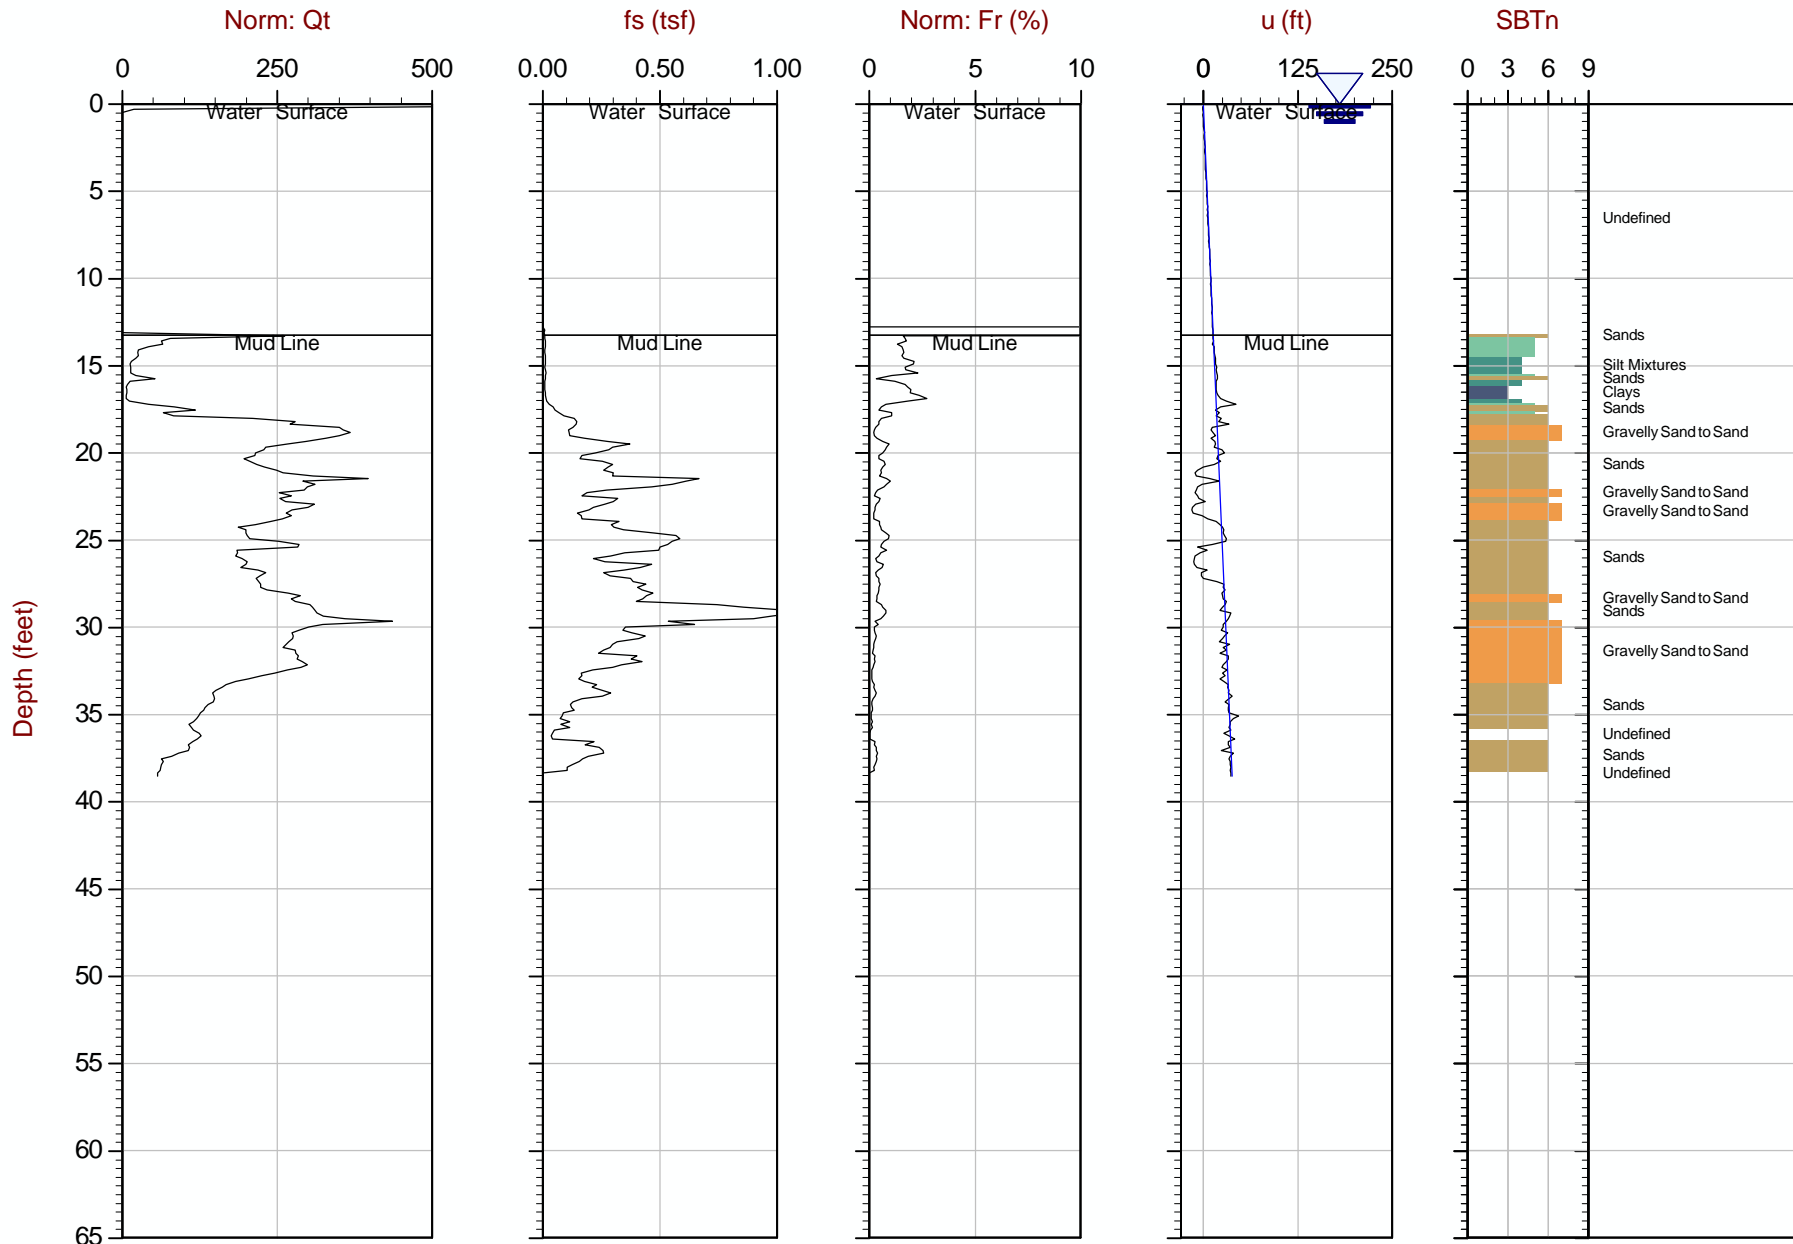 Norm: Qt
fs (tsf)
Norm: Fr (%)
u (ft)
SBTn
0 250 500
0.00 0.50 1.00
0 5 10
0 125 250
0 3 6 9
0
5
10
15
20
25
30
35
40
45
50
55
60
65
Depth (feet)
Water Surface
Water Surface
Water Surface
Water Surface
Mud Line
Mud Line
Mud Line
Mud Line
Undefined
Sands
Silt Mixtures
Sands
Clays
Sands
Gravelly Sand to Sand
Sands
Gravelly Sand to Sand
Gravelly Sand to Sand
Sands
Gravelly Sand to Sand
Sands
Gravelly Sand to Sand
Sands
Undefined
Sands
Undefined